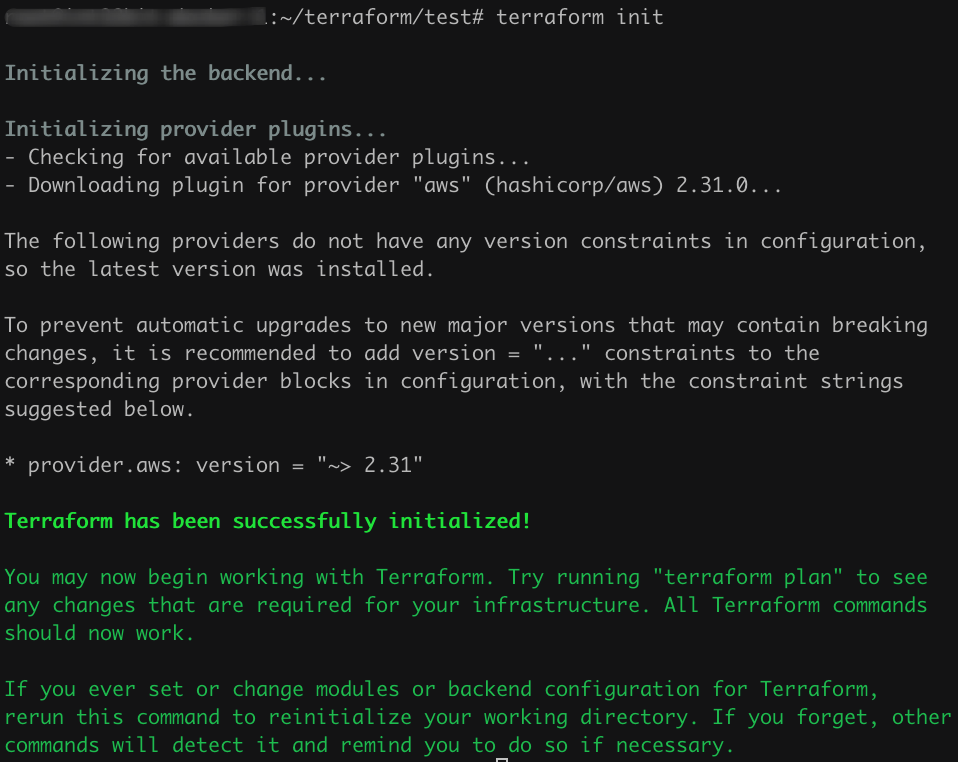 :~/terraform/test# terraform init
Initializing the backend...
Initializing provider plugins...
- Checking for available provider plugins...
- Downloading plugin for provider "aws" (hashicorp/aws) 2.31.0...
The following providers do not have any version constraints in configuration,
so the latest version was installed.
To prevent automatic upgrades to new major versions that may contain breaking
changes, it is recommended to add version = "..." constraints to the
corresponding provider blocks in configuration, with the constraint strings
suggested below.
* provider.aws: version = "~> 2.31"
Terraform has been successfully initialized!
You may now begin working with Terraform. Try running "terraform plan" to see
any changes that are required for your infrastructure. All Terraform commands
should now work.
If you ever set or change modules or backend configuration for Terraform,
rerun this command to reinitialize your working directory. If you forget, other
commands will detect it and remind you to do so if necessary.